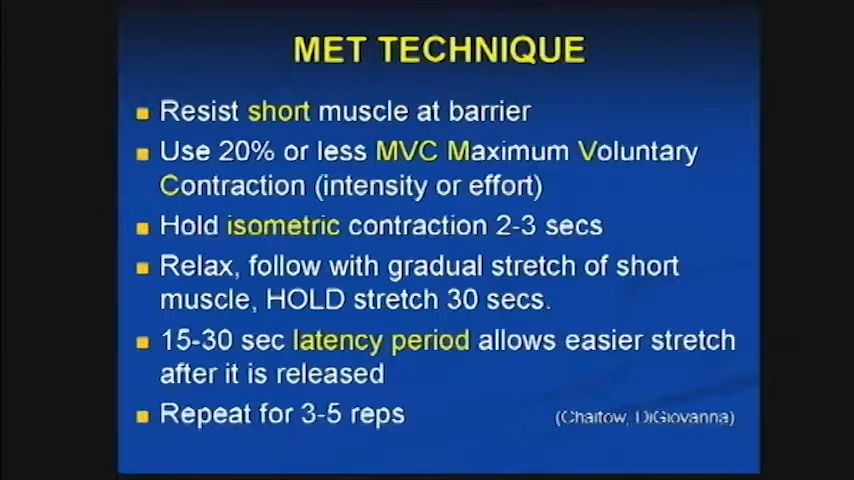 MET TECHNIQUE
Resist short muscle at barrier
Use 20% or less MVC Maximum Voluntary
Contraction (intensity or effort)
Hold isometric contraction 2-3 secs
Relax, follow with gradual stretch of short
muscle, HOLD stretch 30 secs.
15-30 sec latency period allows easier stretch
after it is released
Repeat for 3-5 reps
(Chaitow, DiGiovanna)